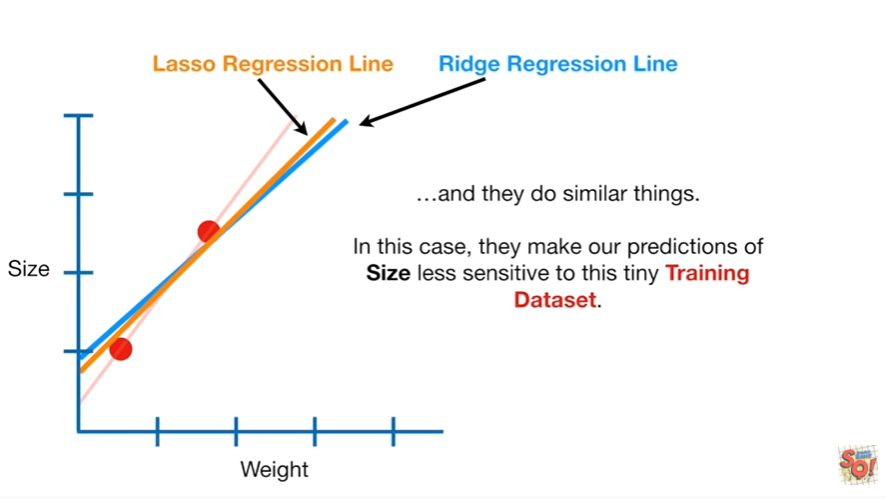 Lasso Regression Line
Ridge Regression Line
…and they do similar things.
In this case, they make our predictions of
Size less sensitive to this tiny Training
Dataset.
Size
Weight
SQ!